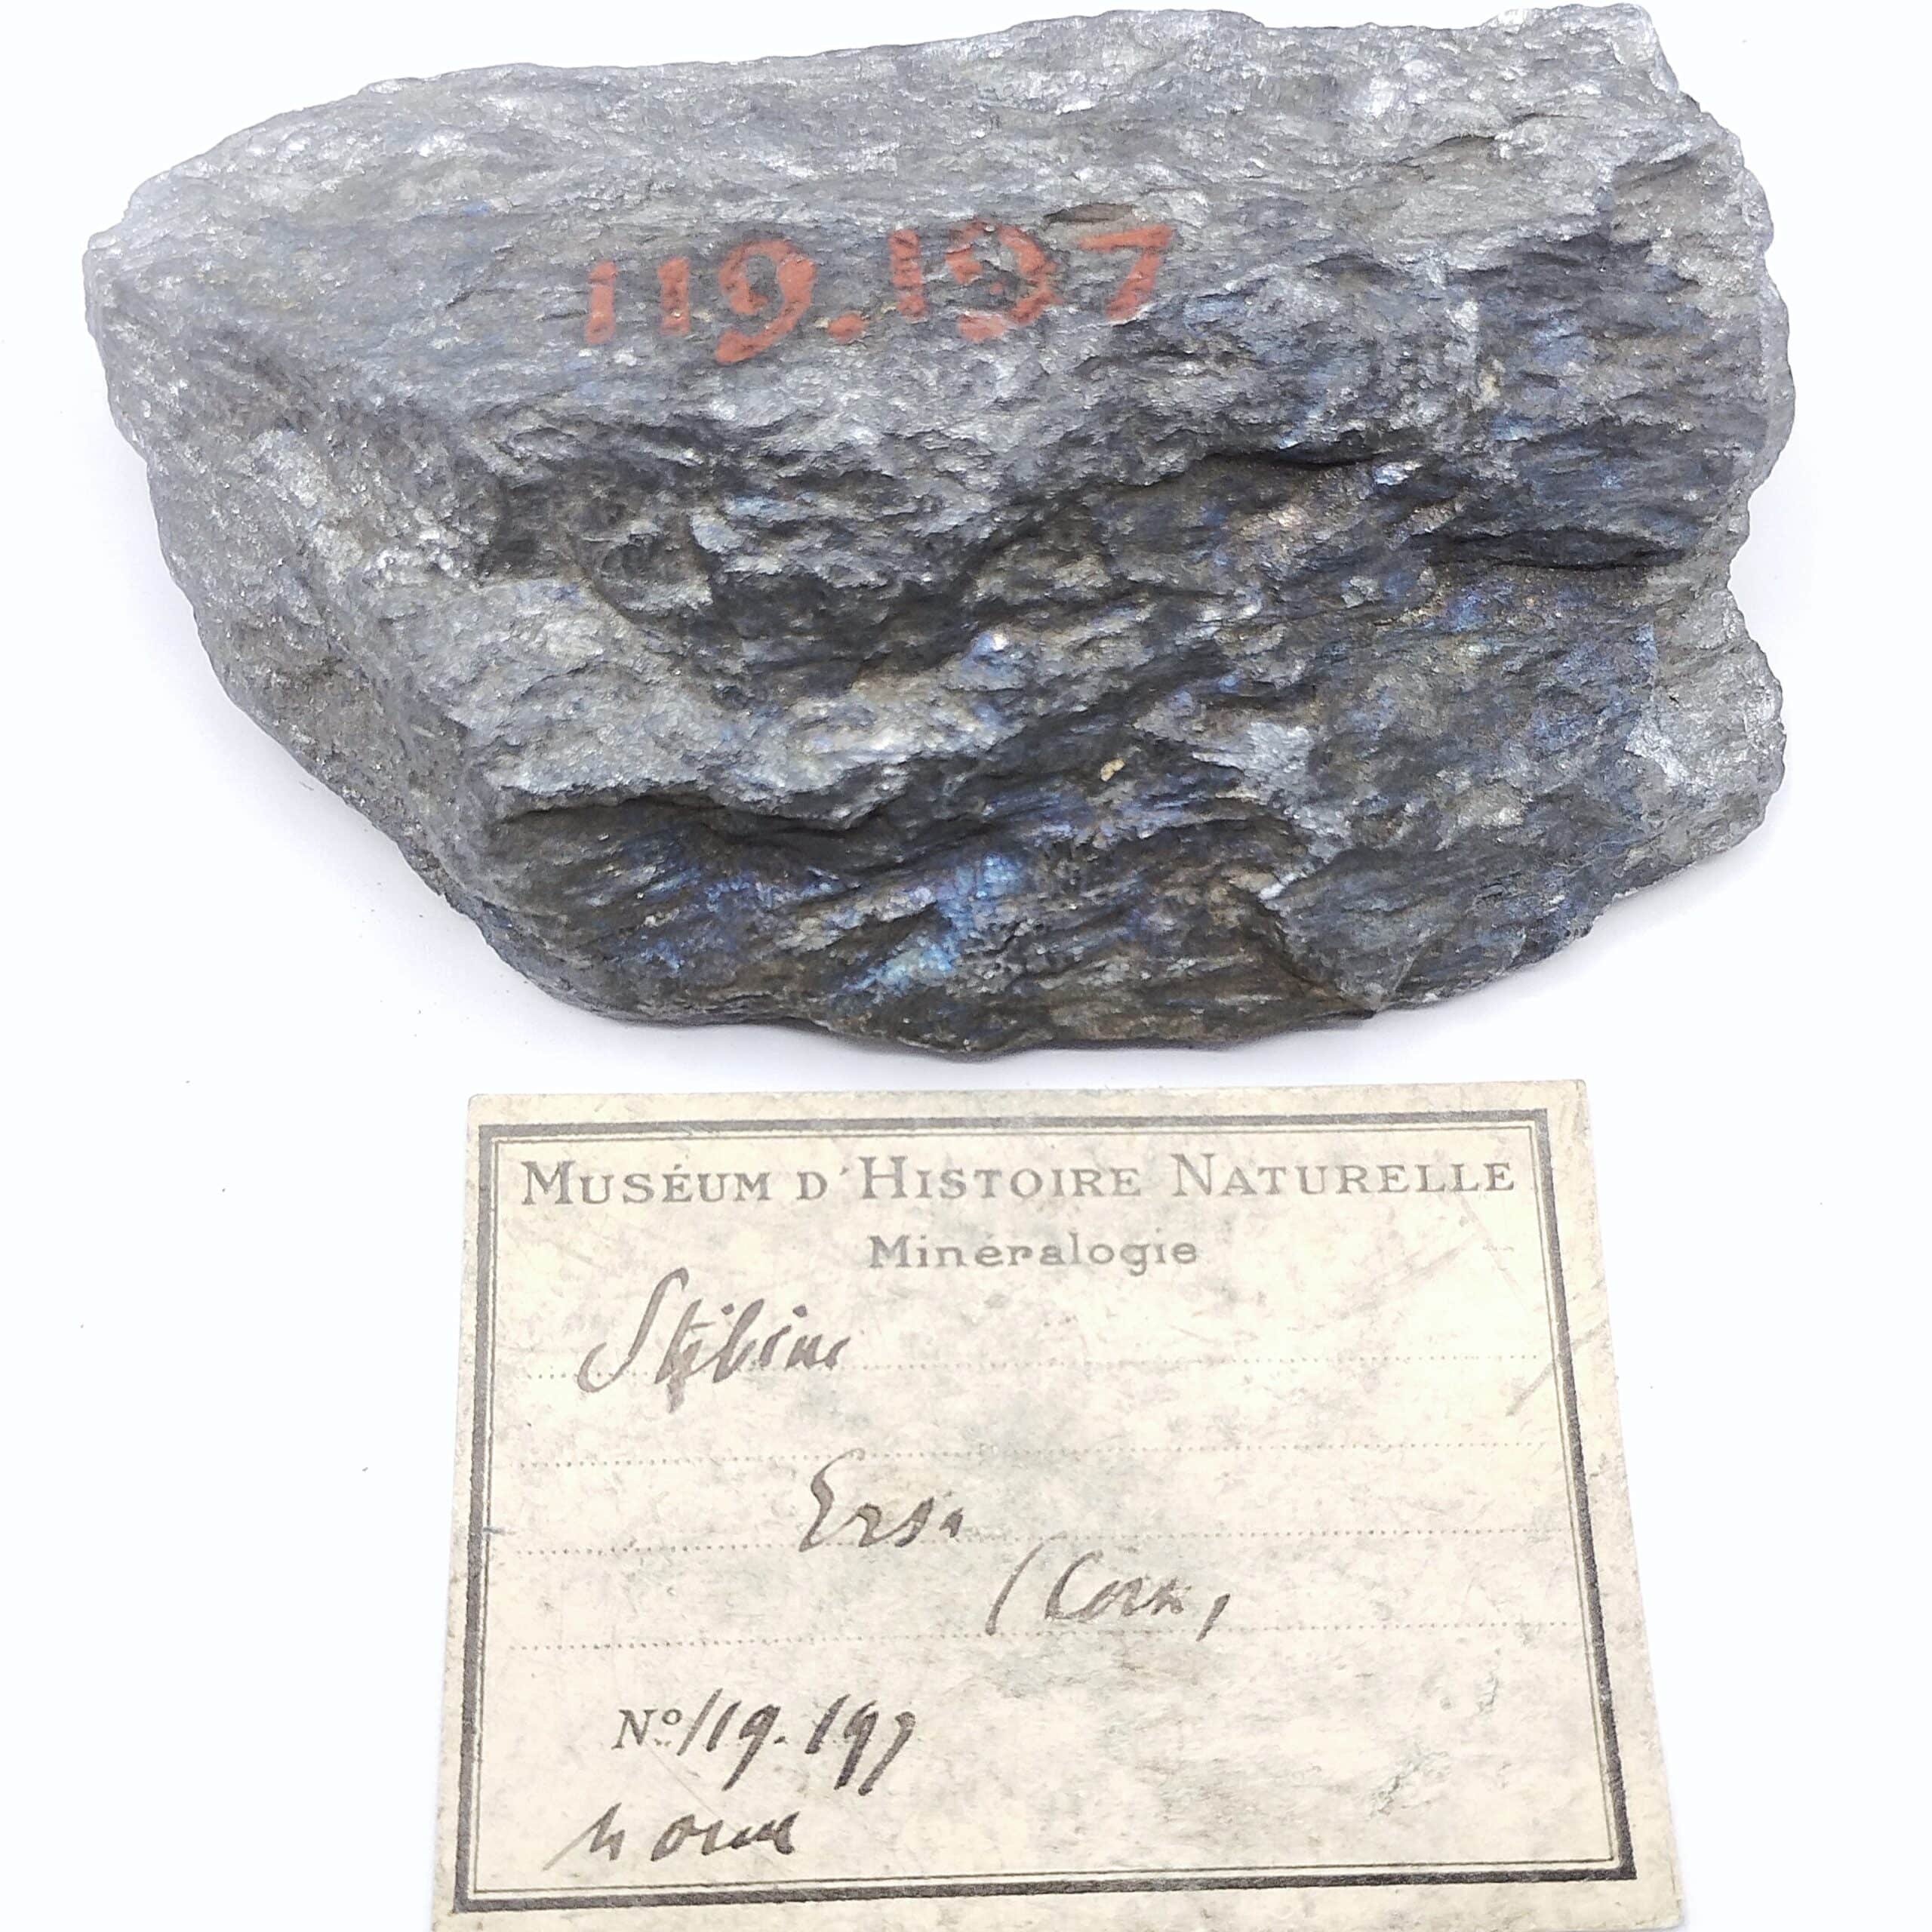 119.197
MUSÉUM D'HISTOIRE NATURELLE
Minéralogie
Stibine
Ersa
(Corse)
Nº 119.197